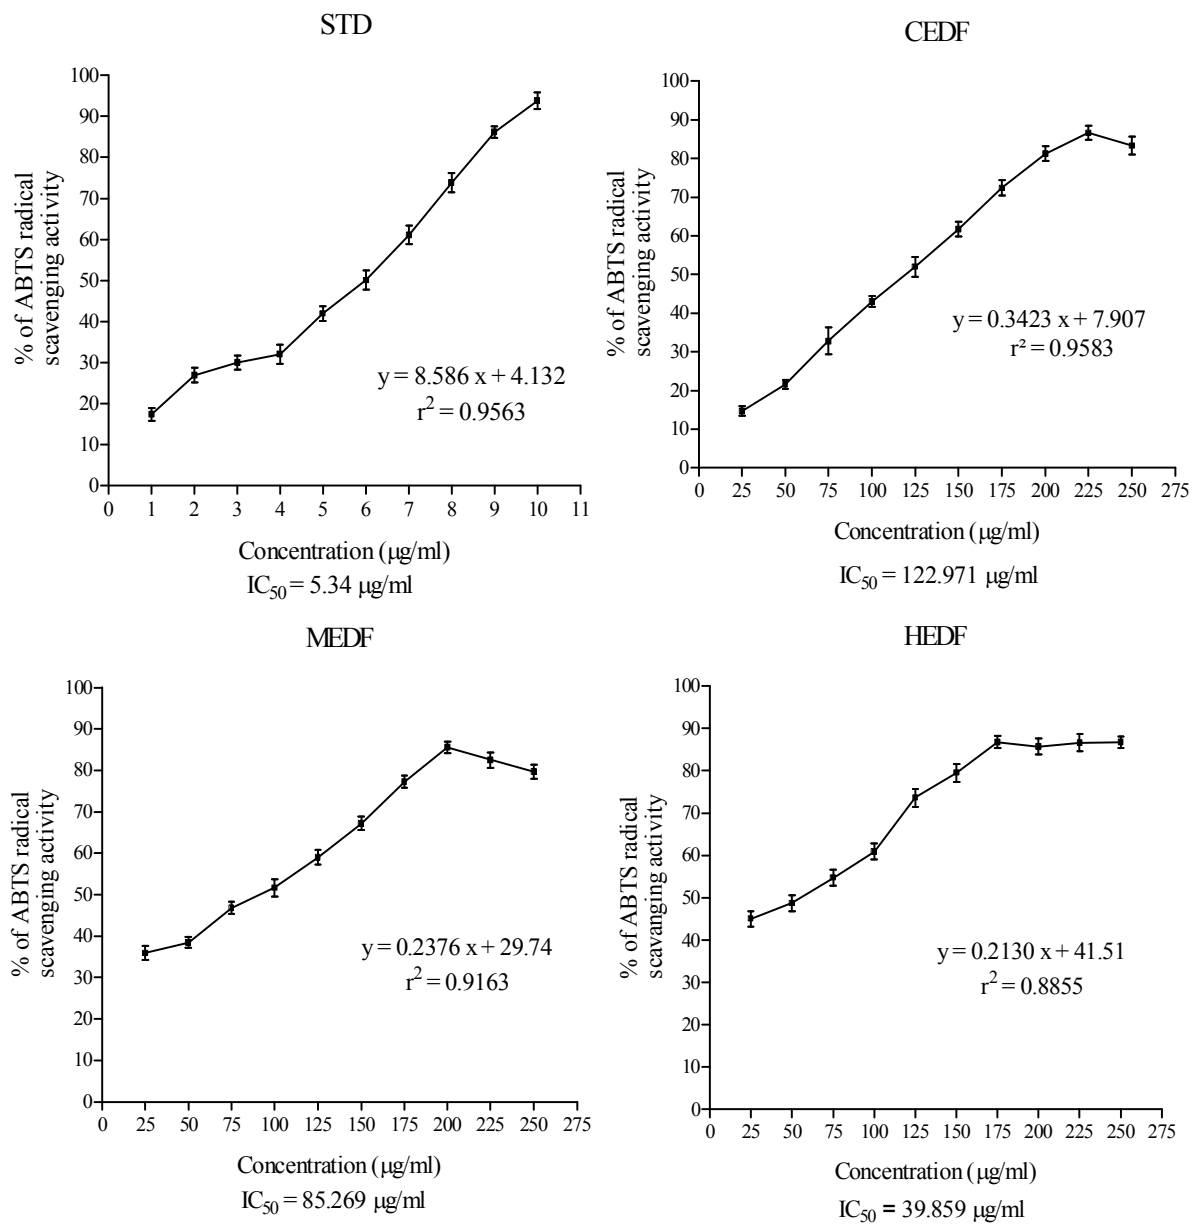 STD
% of ABTS radical
scavenging activity
100
90
80
70
60
50
40
30
20
10
0
0 1 2 3 4 5 6 7 8 9 10 11
y = 8.586 x + 4.132
r² = 0.9563
Concentration (μg/ml)
IC₅₀ = 5.34 μg/ml
CEDF
% of ABTS radical
scavenging activity
100
90
80
70
60
50
40
30
20
10
0
0 25 50 75 100 125 150 175 200 225 250 275
y = 0.3423 x + 7.907
r² = 0.9583
Concentration (μg/ml)
IC₅₀ = 122.971 μg/ml
MEDF
% of ABTS radical
scavenging activity
100
90
80
70
60
50
40
30
20
10
0
0 25 50 75 100 125 150 175 200 225 250 275
y = 0.2376 x + 29.74
r² = 0.9163
Concentration (μg/ml)
IC₅₀ = 85.269 μg/ml
HEDF
% of ABTS radical
scavanging activity
100
90
80
70
60
50
40
30
20
10
0
0 25 50 75 100 125 150 175 200 225 250 275
y = 0.2130 x + 41.51
r² = 0.8855
Concentration (μg/ml)
IC₅₀ = 39.859 μg/ml